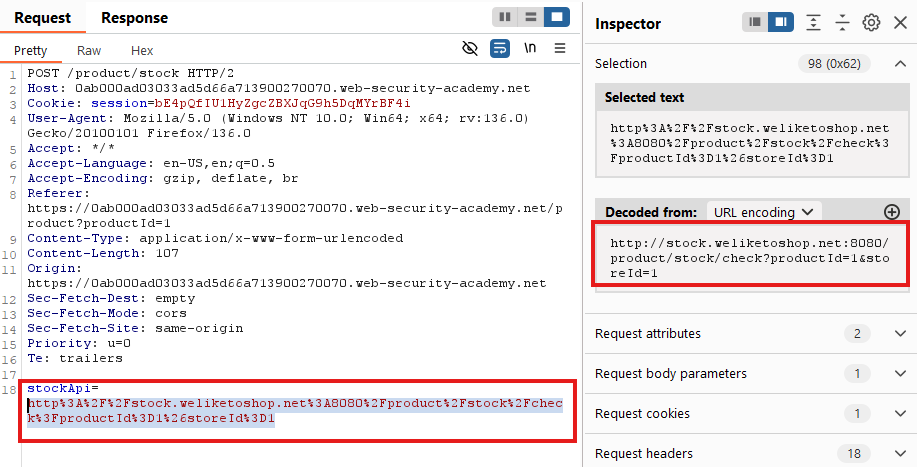 Request
Response
Pretty
Raw
Hex
\n
1 POST /product/stock HTTP/2
2 Host: 0ab000ad03033ad5d66a713900270070.web-security-academy.net
3 Cookie: session=bE4pQfIU1HyZgcZBXJqG9h5DqMYrBF4i
4 User-Agent: Mozilla/5.0 (Windows NT 10.0; Win64; x64; rv:136.0)
Gecko/20100101 Firefox/136.0
5 Accept: */*
6 Accept-Language: en-US,en;q=0.5
7 Accept-Encoding: gzip, deflate, br
8 Referer:
https://0ab000ad03033ad5d66a713900270070.web-security-academy.net/p
roduct?productId=1
9 Content-Type: application/x-www-form-urlencoded
10 Content-Length: 107
11 Origin:
https://0ab000ad03033ad5d66a713900270070.web-security-academy.net
12 Sec-Fetch-Dest: empty
13 Sec-Fetch-Mode: cors
14 Sec-Fetch-Site: same-origin
15 Priority: u=0
16 Te: trailers
17
18 stockApi=
http%3A%2F%2Fstock.weliketoshop.net%3A8080%2Fproduct%2Fstock%2Fchec
k%3FproductId%3D1%26storeId%3D1
Inspector
Selection 98 (0x62)
Selected text
http%3A%2F%2Fstock.weliketoshop.net
%3A8080%2Fproduct%2Fstock%2Fcheck%3
FproductId%3D1%26storeId%3D1
Decoded from: URL encoding
http://stock.weliketoshop.net:8080/
product/stock/check?productId=1&sto
reId=1
Request attributes 2
Request body parameters 1
Request cookies 1
Request headers 18